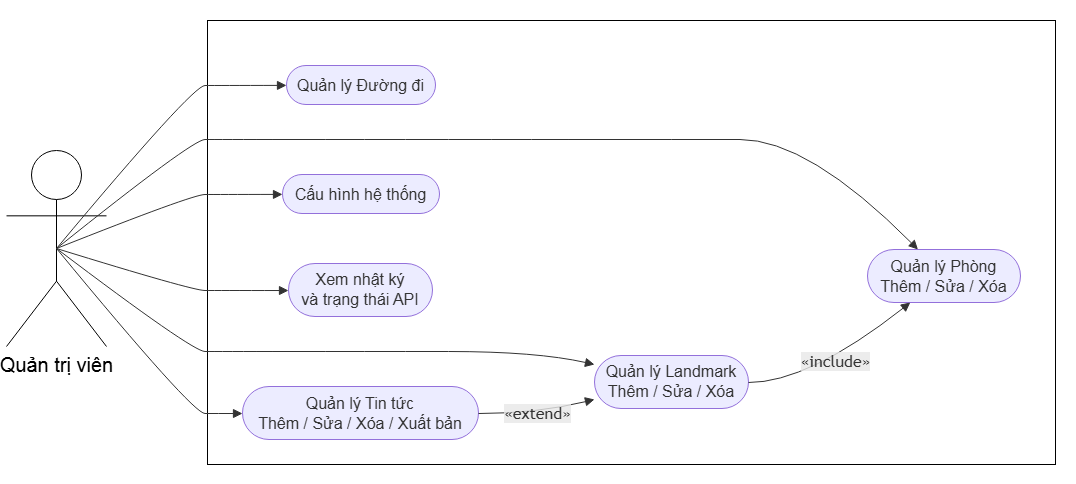 Quản lý Đường đi
Cấu hình hệ thống
Quản lý Phòng
Thêm / Sửa / Xóa
Xem nhật ký
và trạng thái API
Quản trị viên
«include»
Quản lý Landmark
Thêm / Sửa / Xóa
Quản lý Tin tức
Thêm / Sửa / Xóa / Xuất bản
«extend»